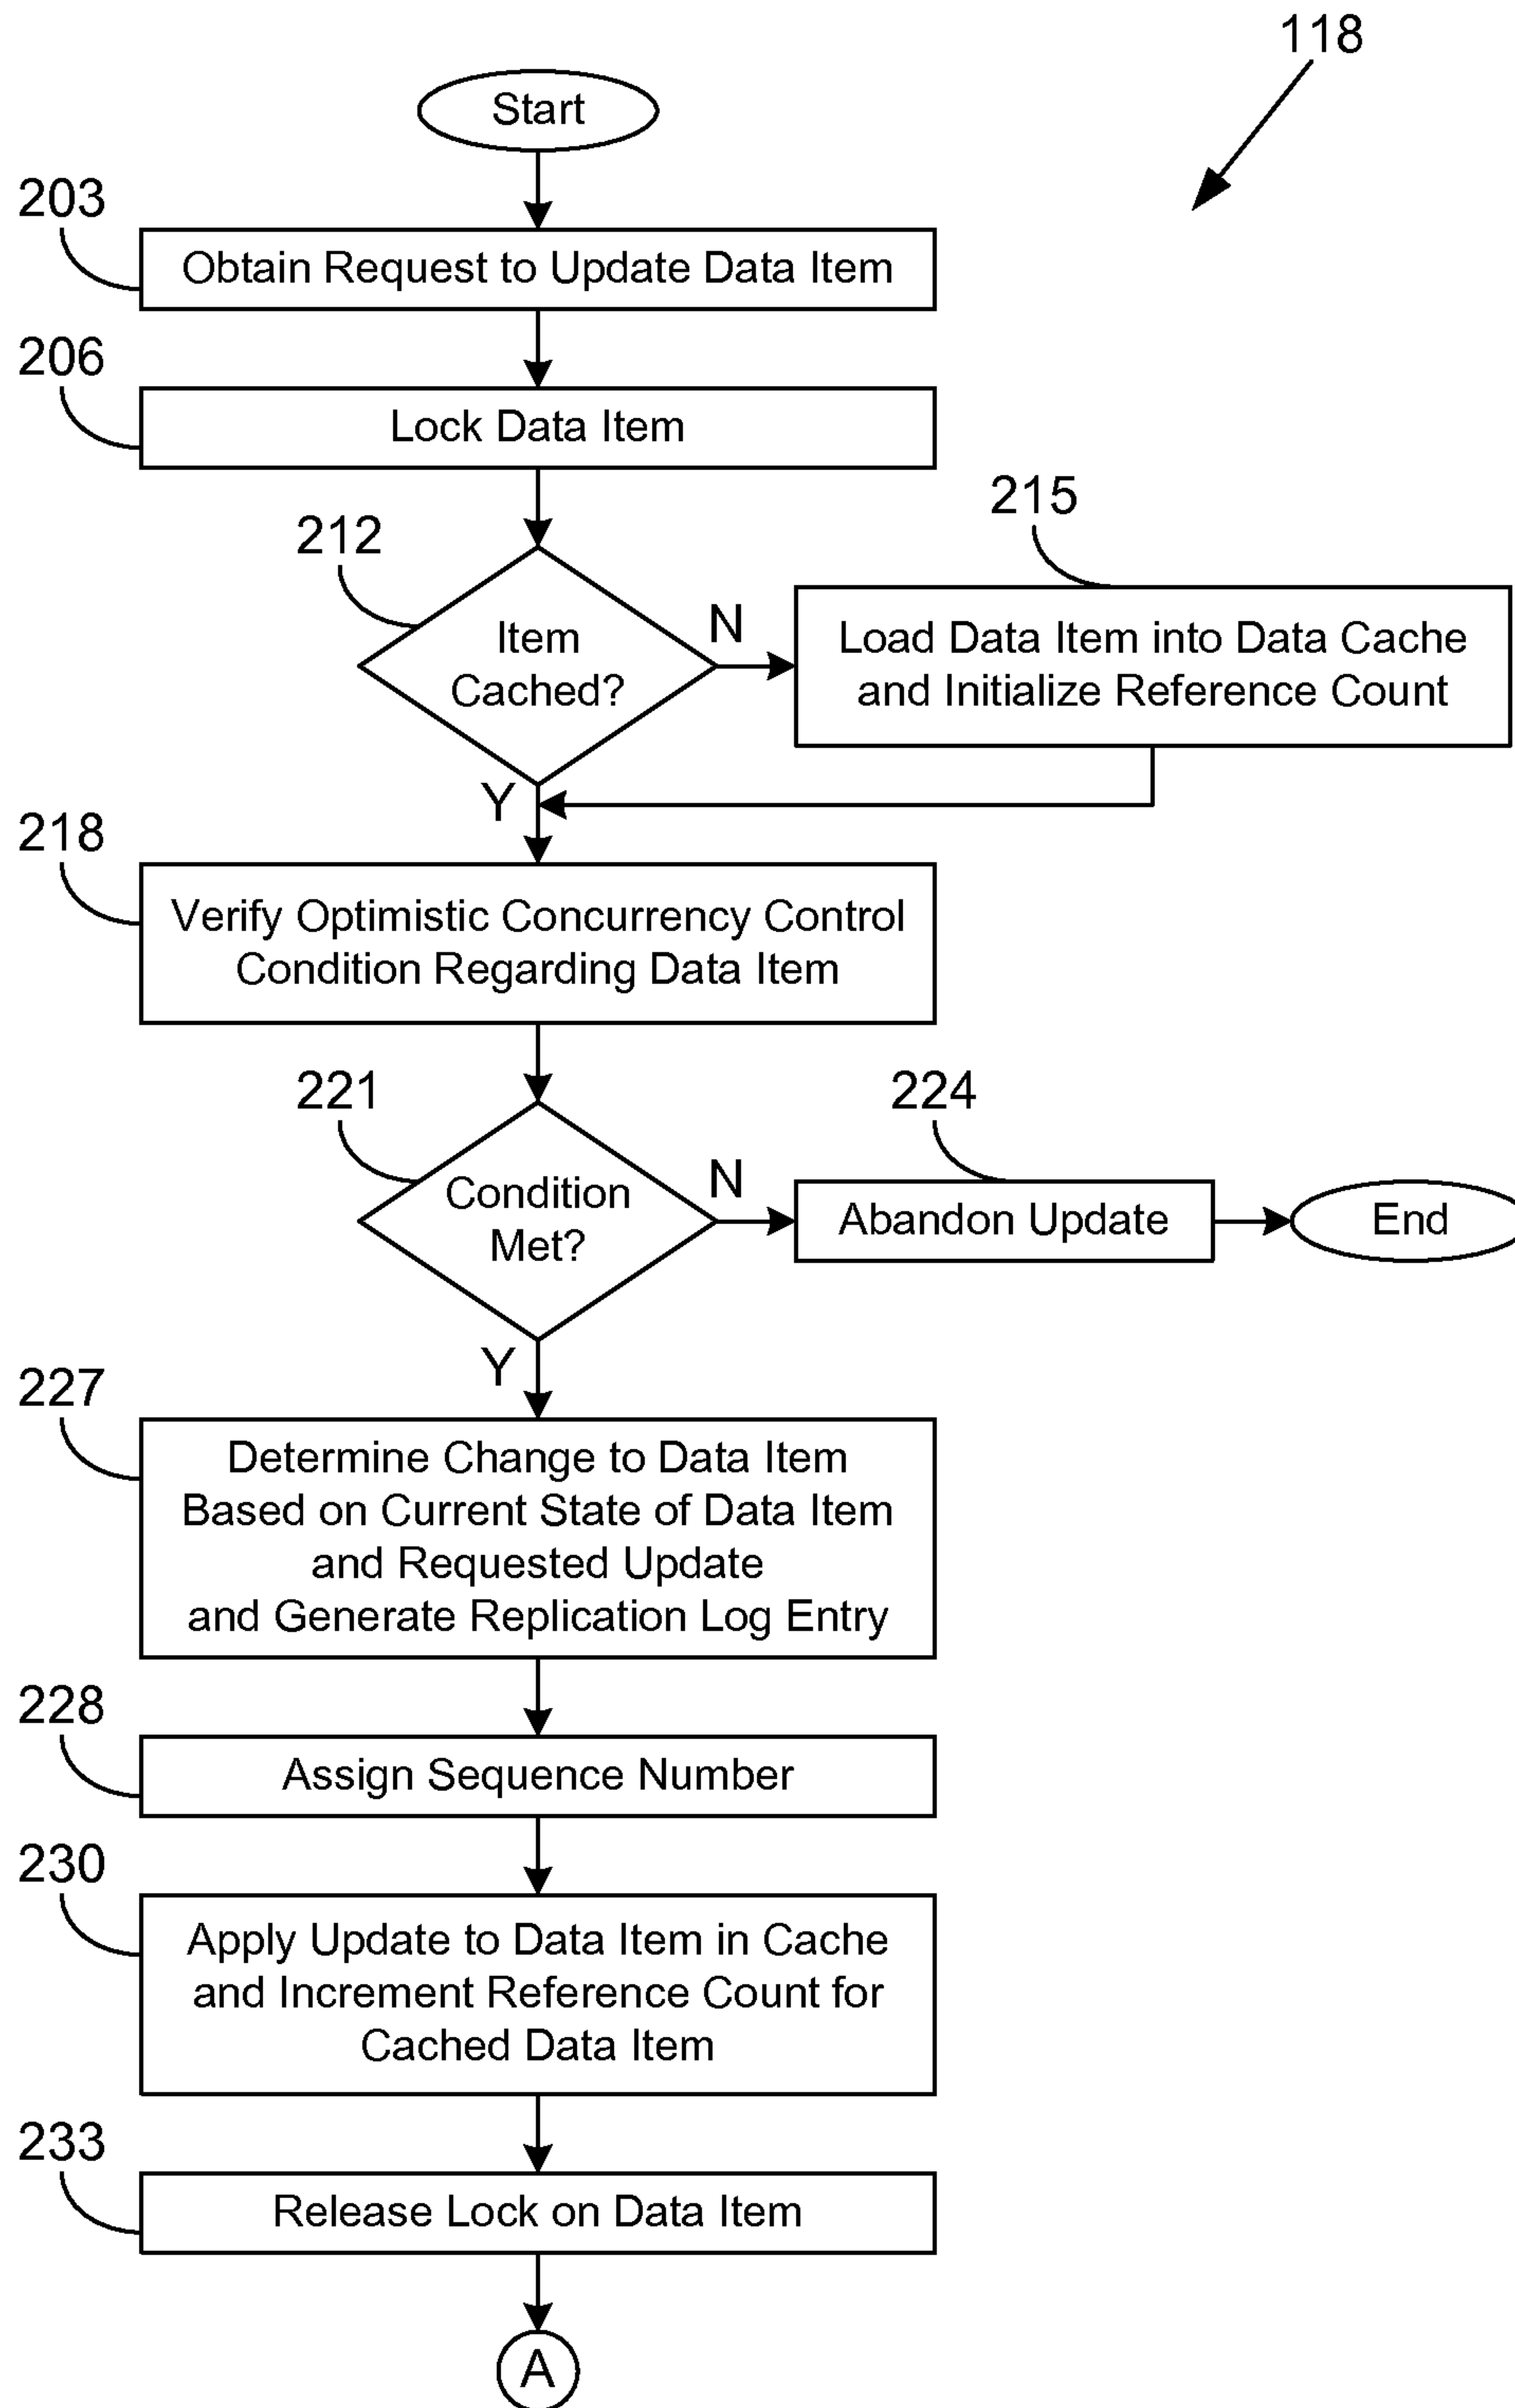 118
Start
203
Obtain Request to Update Data Item
206
Lock Data Item
212
215
Item
Cached?
N
Load Data Item into Data Cache
and Initialize Reference Count
Y
218
Verify Optimistic Concurrency Control
Condition Regarding Data Item
221
224
Condition
Met?
N
Abandon Update
End
Y
227
Determine Change to Data Item
Based on Current State of Data Item
and Requested Update
and Generate Replication Log Entry
228
Assign Sequence Number
230
Apply Update to Data Item in Cache
and Increment Reference Count for
Cached Data Item
233
Release Lock on Data Item
A